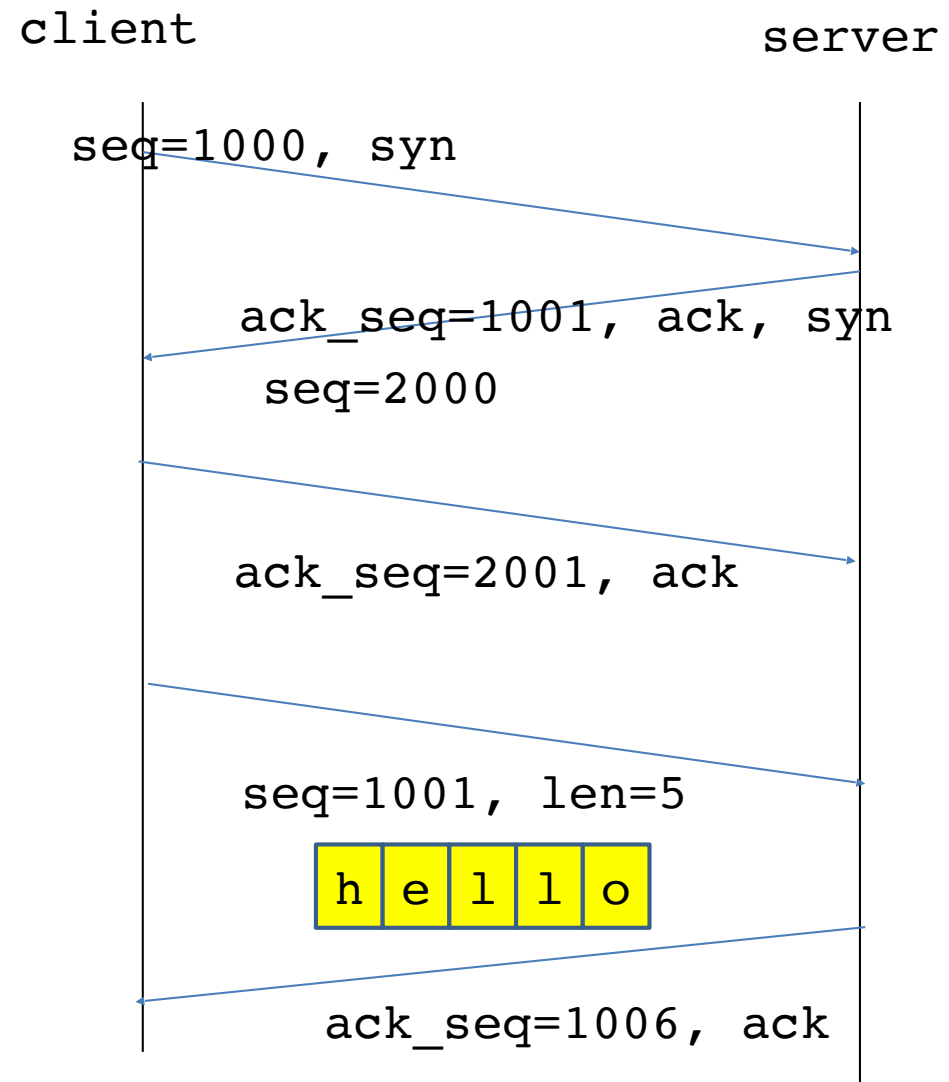 client
server
seq=1000, syn
ack_seq=1001, ack, syn
seq=2000
ack_seq=2001, ack
seq=1001, len=5
h e l l o
ack_seq=1006, ack